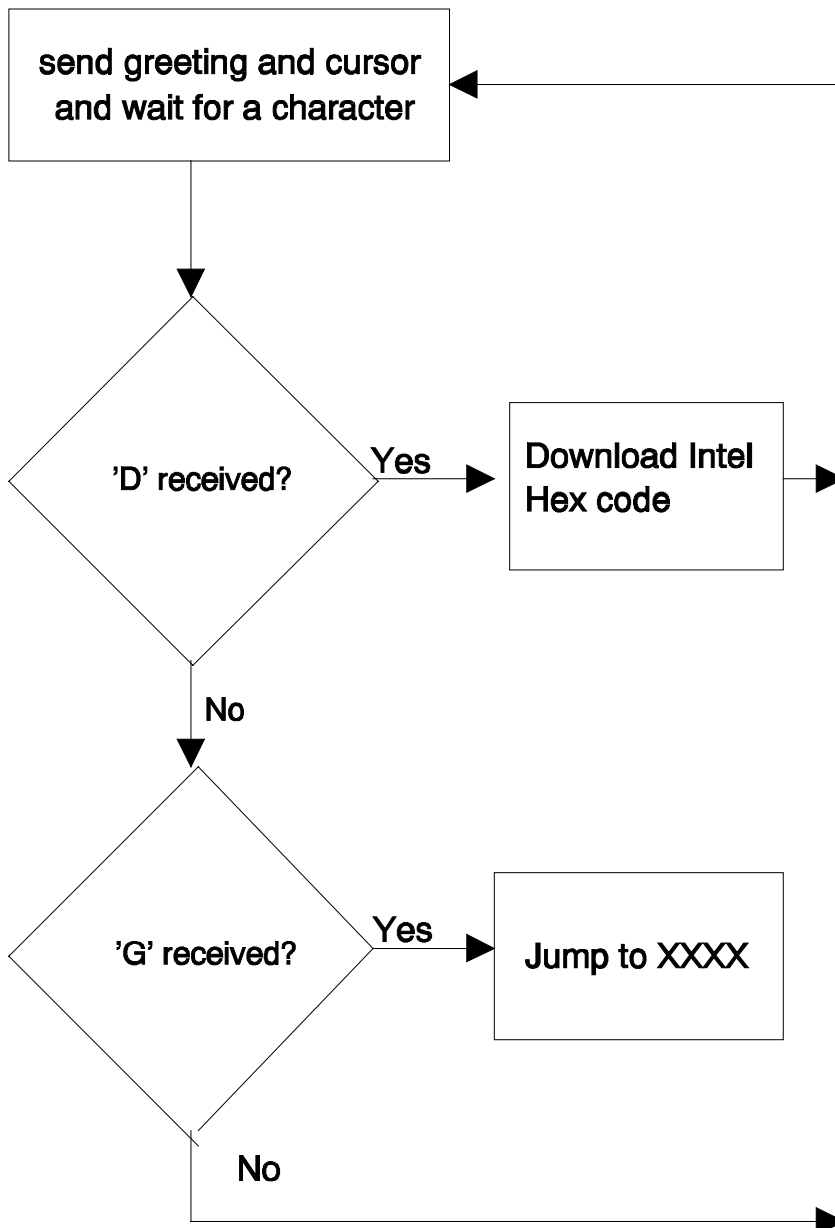 send greeting and cursor
and wait for a character
'D' received?
Yes
Download Intel
Hex code
No
'G' received?
Yes
Jump to XXXX
No